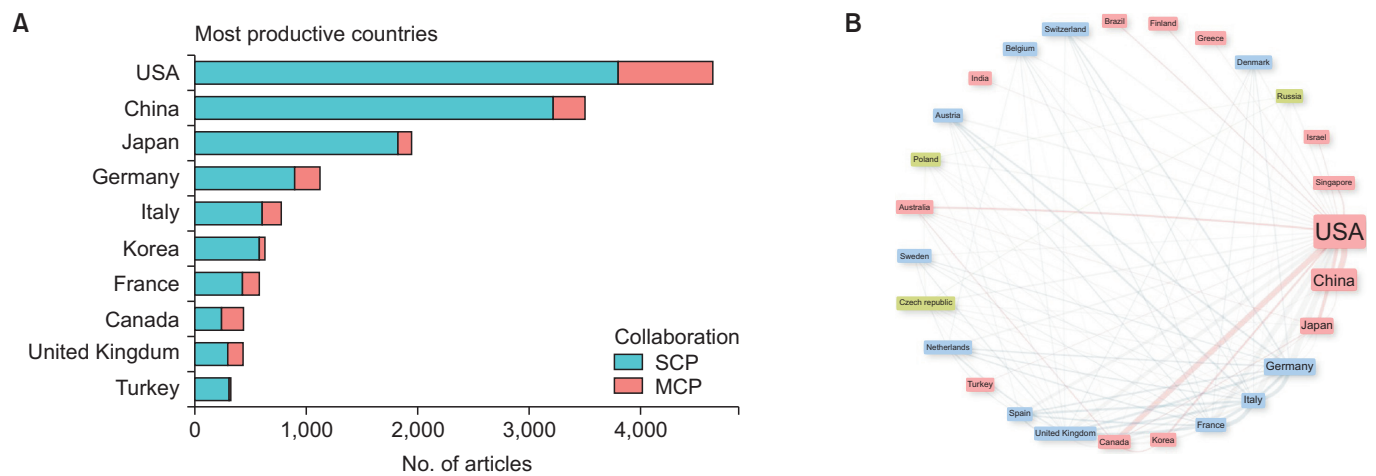 A
Most productive countries
USA
China
Japan
Germany
Italy
Korea
France
Canada
United Kingdom
Turkey
Collaboration
SCP
MCP
0 1,000 2,000 3,000 4,000
No. of articles
B
Brazil
Finland
Switzerland
Greece
Belgium
Denmark
India
Russia
Austria
Israel
Poland
Singapore
Australia
USA
Sweden
China
Czech republic
Japan
Netherlands
Germany
Turkey
Italy
Spain
France
United Kingdom
Canada
Korea